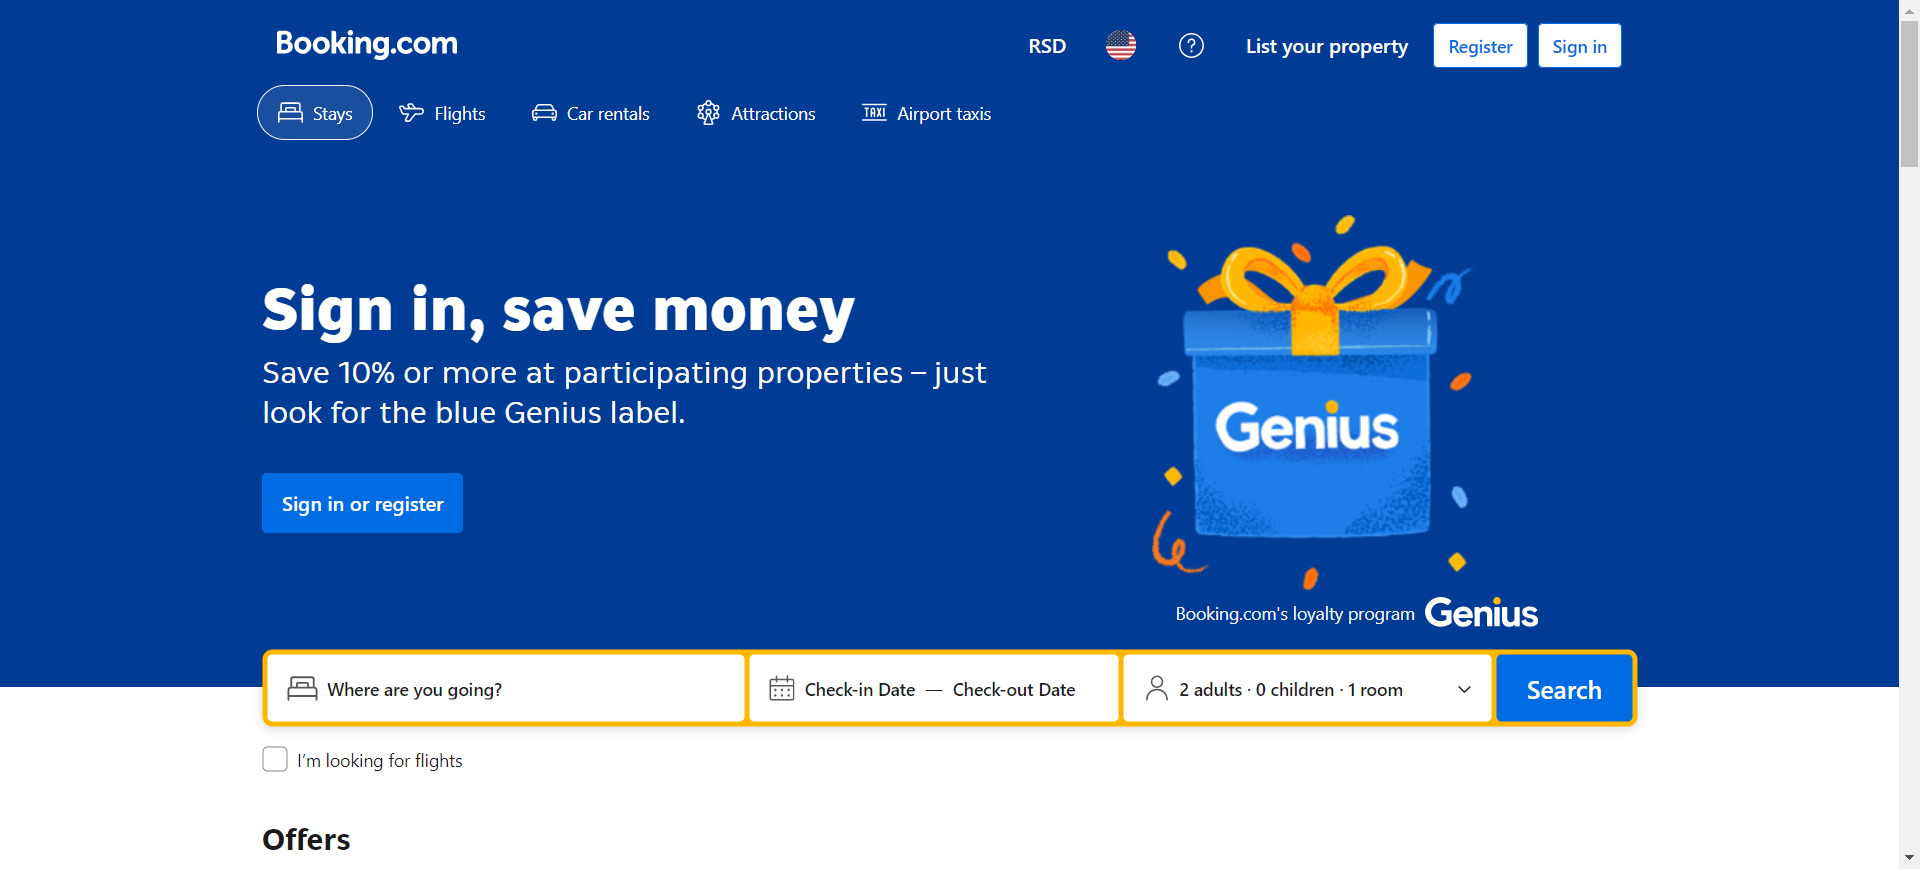 Booking.com
RSD
List your property
Register
Sign in
Stays
Flights
Car rentals
Attractions
TAXI
Airport taxis
Sign in, save money
Save 10% or more at participating properties – just
look for the blue Genius label.
Sign in or register
Genius
Booking.com's loyalty program Genius
Where are you going?
Check-in Date — Check-out Date
2 adults · 0 children · 1 room
Search
I'm looking for flights
Offers